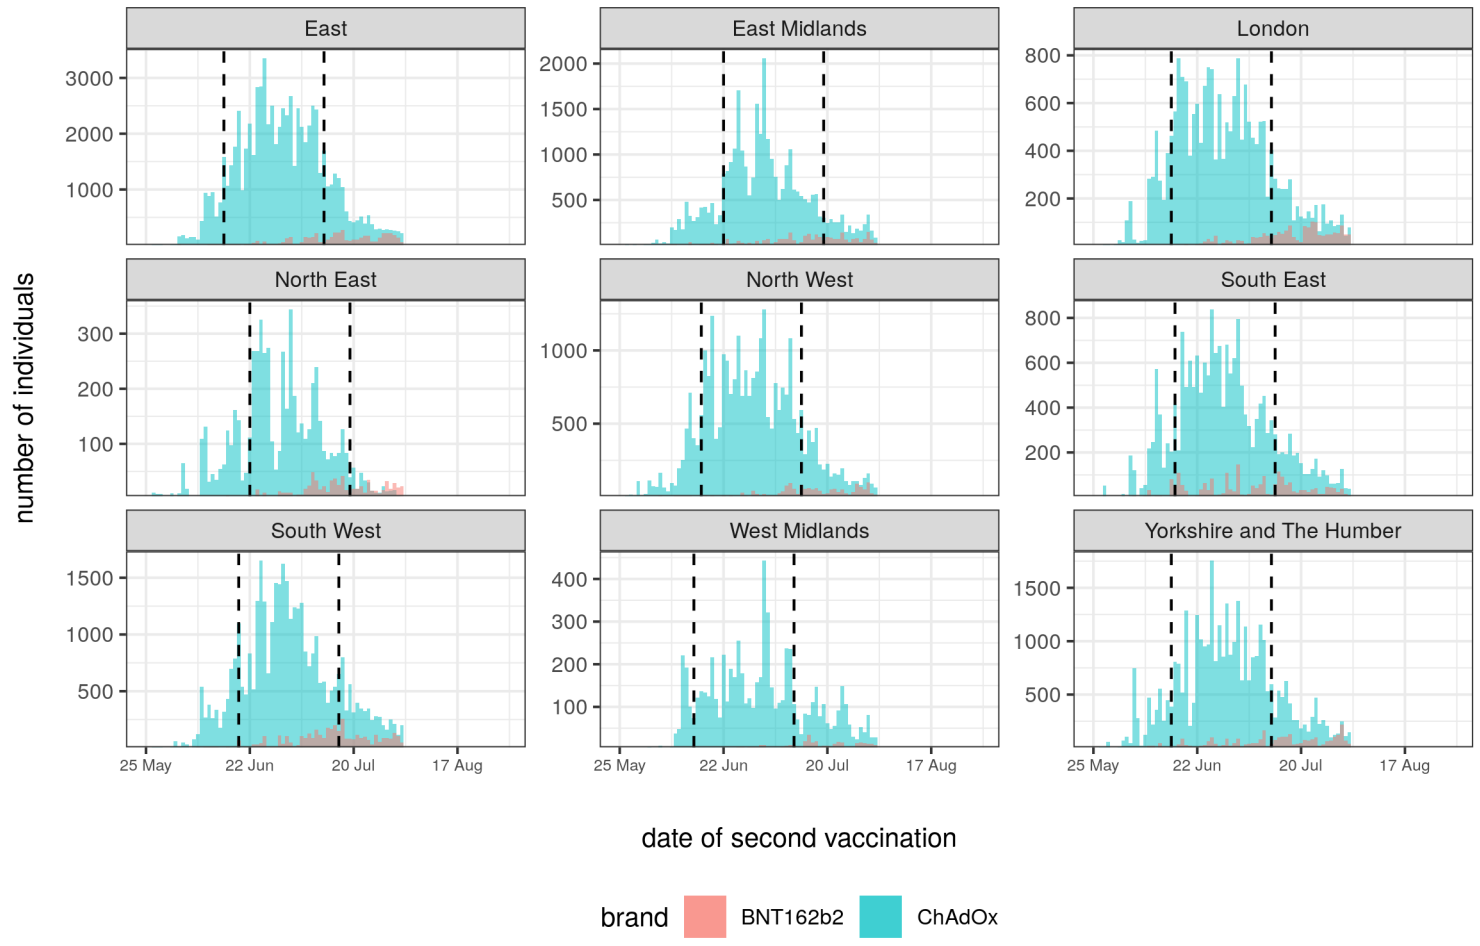 East
East Midlands
London
3000
2000
1000
2000
1500
1000
500
800
600
400
200
North East
North West
South East
300
200
100
1000
500
800
600
400
200
South West
West Midlands
Yorkshire and The Humber
1500
1000
500
400
300
200
100
1500
1000
500
25 May 22 Jun 20 Jul 17 Aug
25 May 22 Jun 20 Jul 17 Aug
25 May 22 Jun 20 Jul 17 Aug
number of individuals
date of second vaccination
brand BNT162b2 ChAdOx